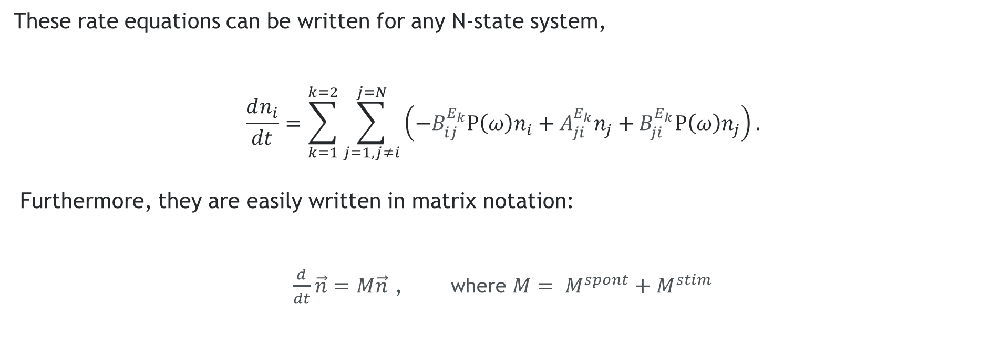 These rate equations can be written for any N-state system,
$\frac{dn_i}{dt} = \sum_{k=1}^{k=2} \sum_{j=1,j\neq i}^{j=N} \left(-B_{ij}^{E_k} \mathrm{P}(\omega) n_i + A_{ji}^{E_k} n_j + B_{ji}^{E_k} \mathrm{P}(\omega) n_j\right).$
Furthermore, they are easily written in matrix notation:
$\frac{d}{dt}\vec{n} = M\vec{n}$ , where $M = M^{spont} + M^{stim}$